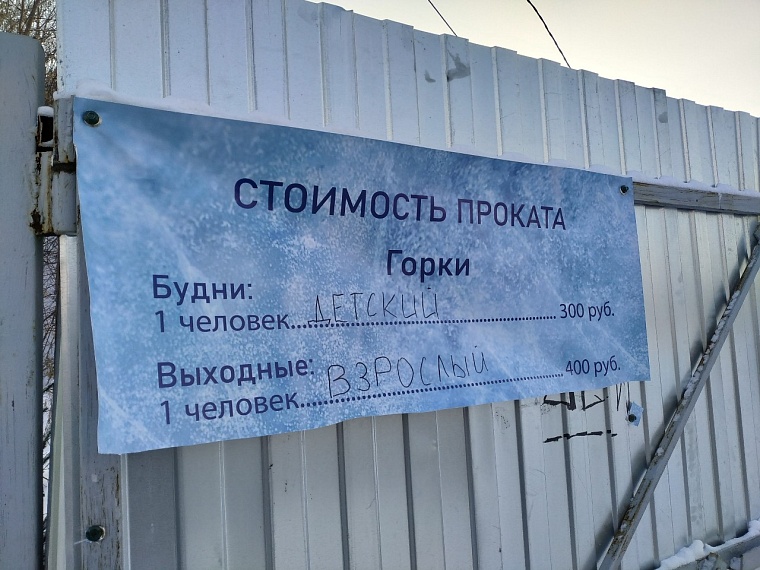 СТОИМОСТЬ ПРОКАТА
Горки
Будни:
1 человек...ДЕТСКИЙ...300 руб.
Выходные:
1 человек...ВЗРОСЛЫЙ...400 руб.